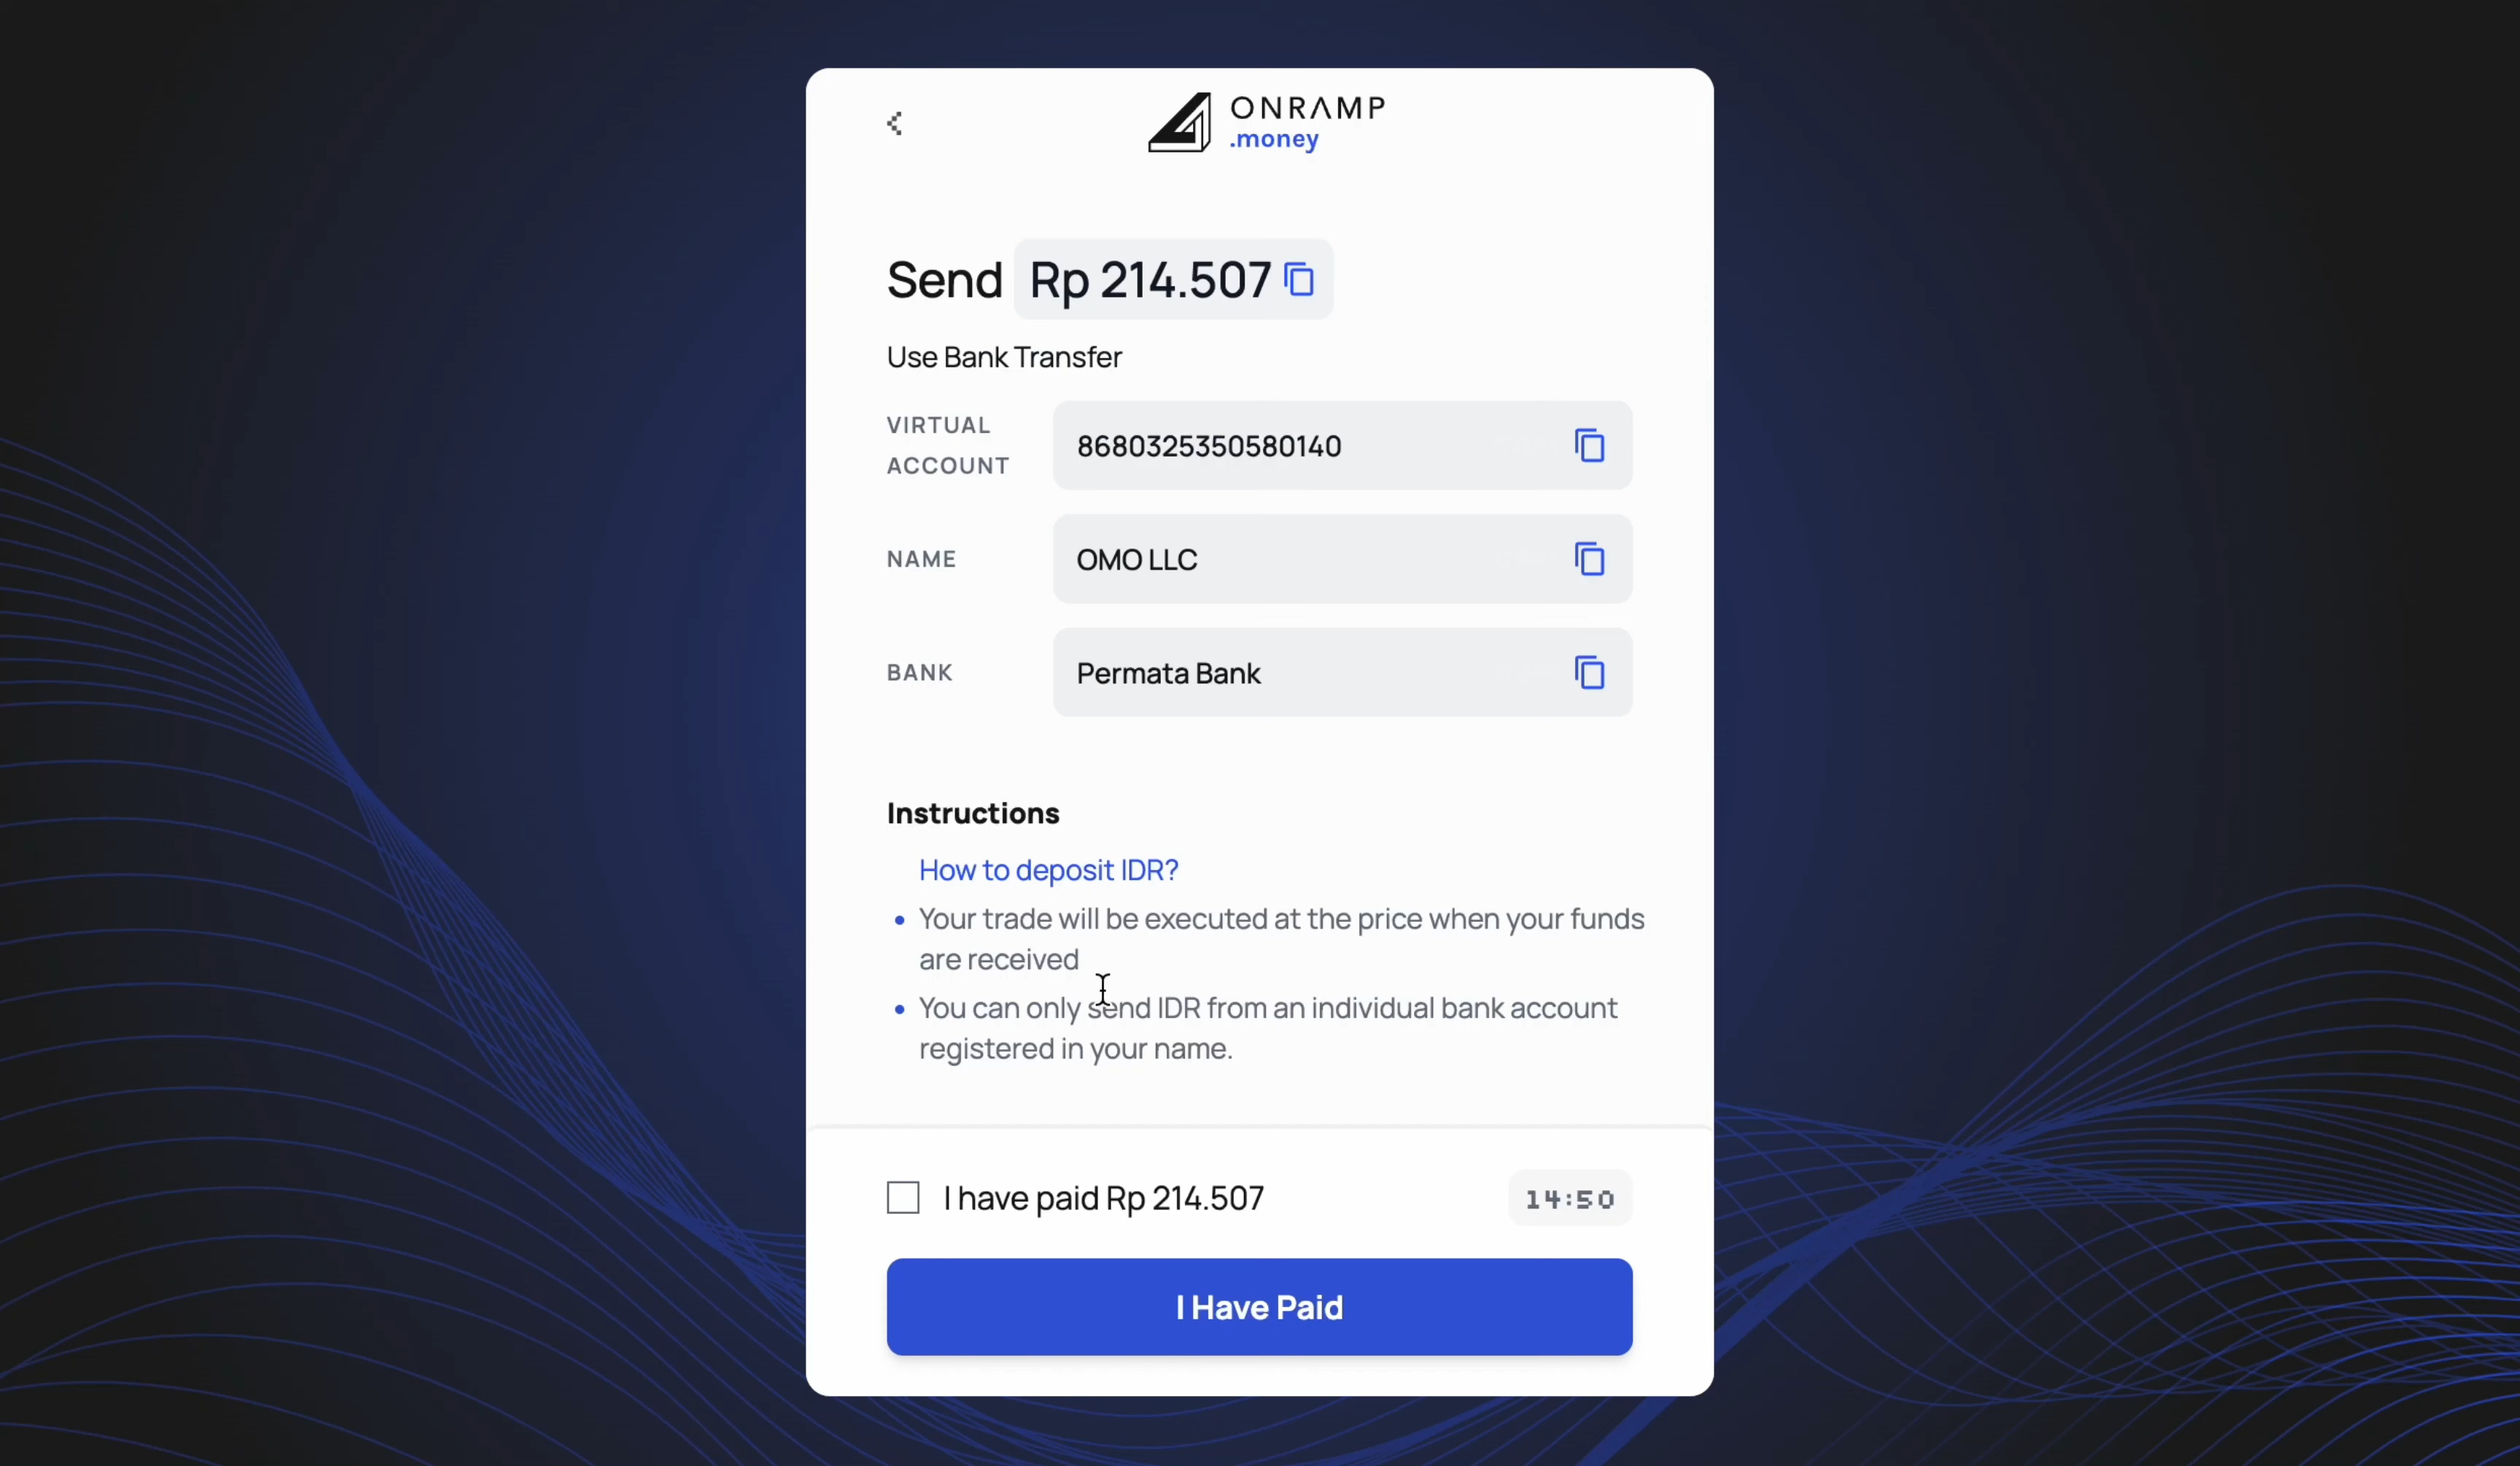 ONRAMP
.money
Send Rp 214.507
Use Bank Transfer
VIRTUAL
ACCOUNT
8680325350580140
NAME
OMO LLC
BANK
Permata Bank
Instructions
How to deposit IDR?
• Your trade will be executed at the price when your funds
are received
• You can only send IDR from an individual bank account
registered in your name.
I have paid Rp 214.507
14:50
I Have Paid